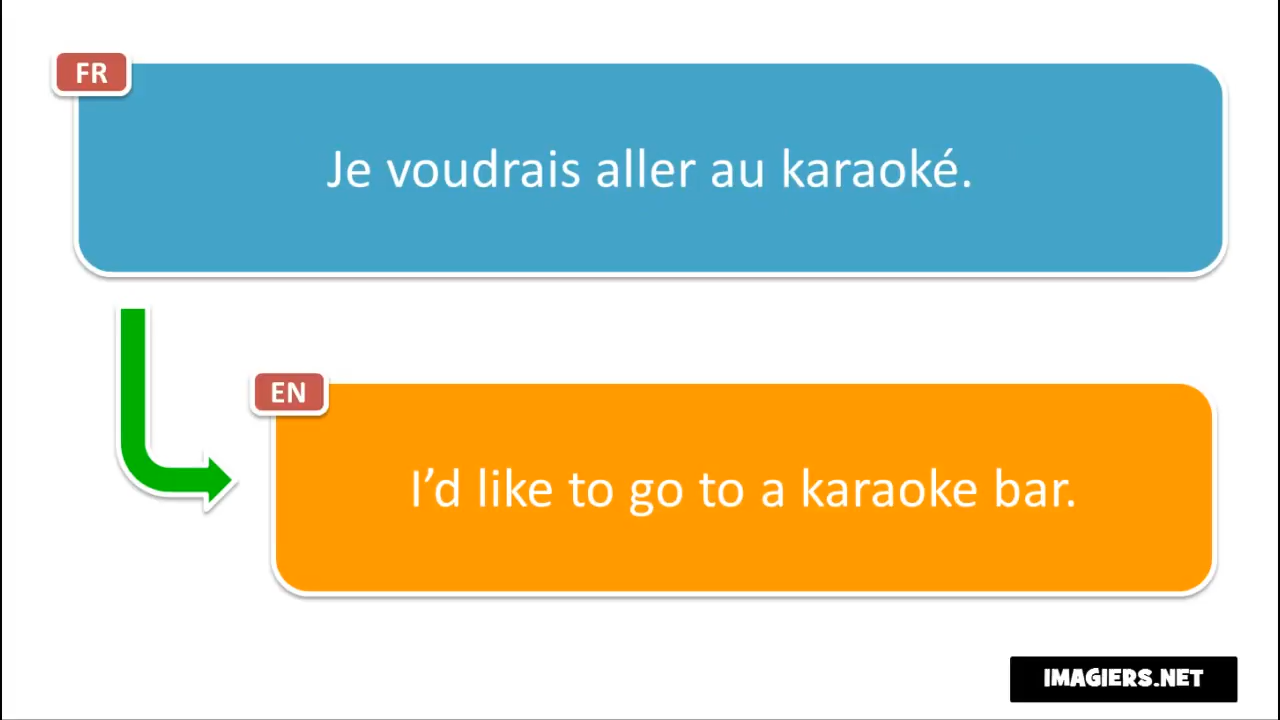 FR
Je voudrais aller au karaoké.
EN
I’d like to go to a karaoke bar.
IMAGIERS.NET